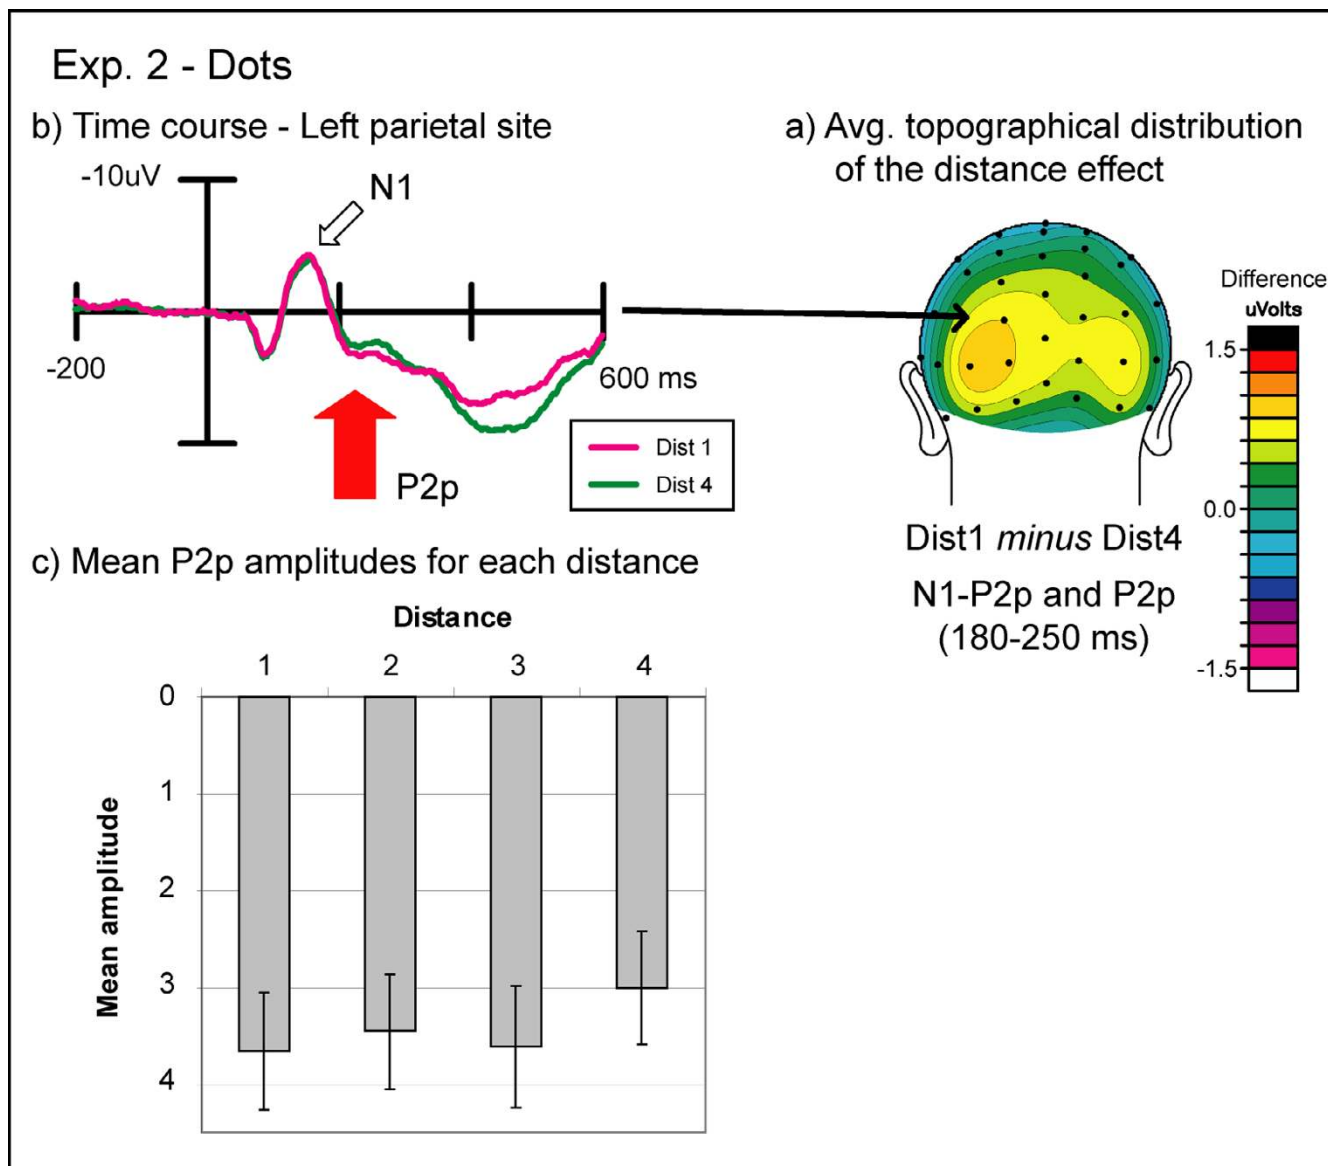 Exp. 2 - Dots
b) Time course - Left parietal site
-10uV
N1
-200
600 ms
P2p
Dist 1
Dist 4
a) Avg. topographical distribution
of the distance effect
Difference
uVolts
1.5
0.0
-1.5
Dist1 minus Dist4
N1-P2p and P2p
(180-250 ms)
c) Mean P2p amplitudes for each distance
Distance
1 2 3 4
Mean amplitude
0
1
2
3
4